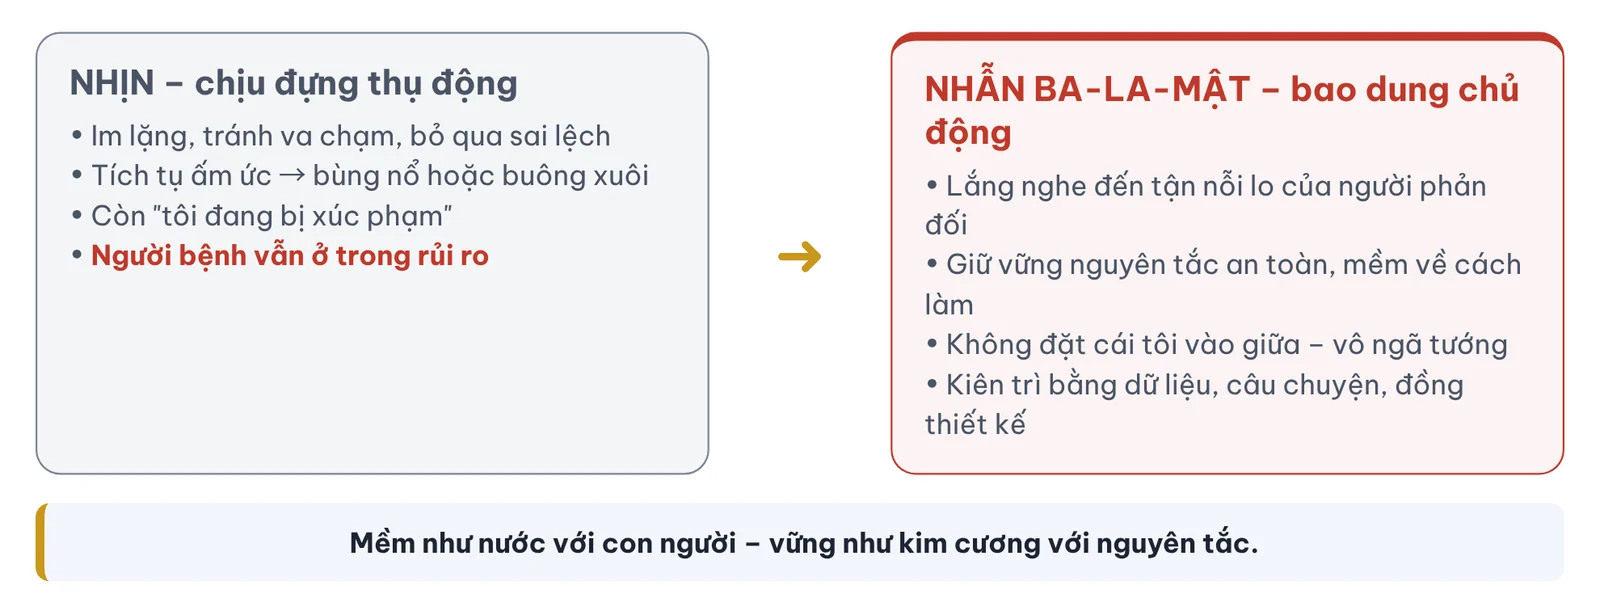 NHỊN – chịu đựng thụ động
• Im lặng, tránh va chạm, bỏ qua sai lệch
• Tích tụ ấm ức → bùng nổ hoặc buông xuôi
• Còn "tôi đang bị xúc phạm"
• Người bệnh vẫn ở trong rủi ro
→
NHẪN BA-LA-MẬT – bao dung chủ
động
• Lắng nghe đến tận nỗi lo của người phản
đối
• Giữ vững nguyên tắc an toàn, mềm về cách
làm
• Không đặt cái tôi vào giữa – vô ngã tướng
• Kiên trì bằng dữ liệu, câu chuyện, đồng
thiết kế
Mềm như nước với con người – vững như kim cương với nguyên tắc.